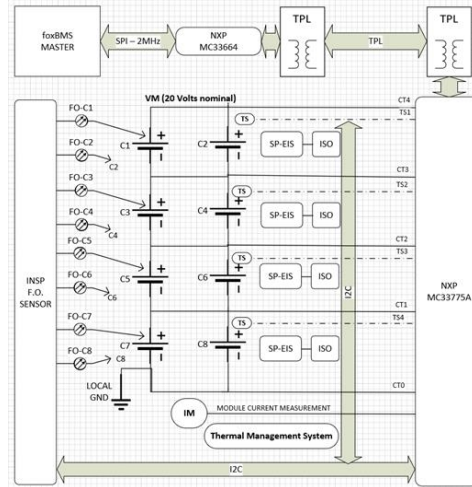 foxBMS
MASTER
SPI – 2MHz
NXP
MC33664
TPL
TPL
TPL
VM (20 Volts nominal)
FO-C1
FO-C2
C2
FO-C3
FO-C4
C4
FO-C5
FO-C6
C6
FO-C7
FO-C8
C8
INSP
F.O.
SENSOR
LOCAL
GND
C1
C2
C3
C4
C5
C6
C7
C8
TS
SP-EIS
ISO
TS
SP-EIS
ISO
TS
SP-EIS
ISO
TS
SP-EIS
ISO
CT4
TS1
CT3
TS2
CT2
TS3
CT1
TS4
CT0
I2C
NXP
MC33775A
IM
MODULE CURRENT MEASUREMENT
Thermal Management System
I2C